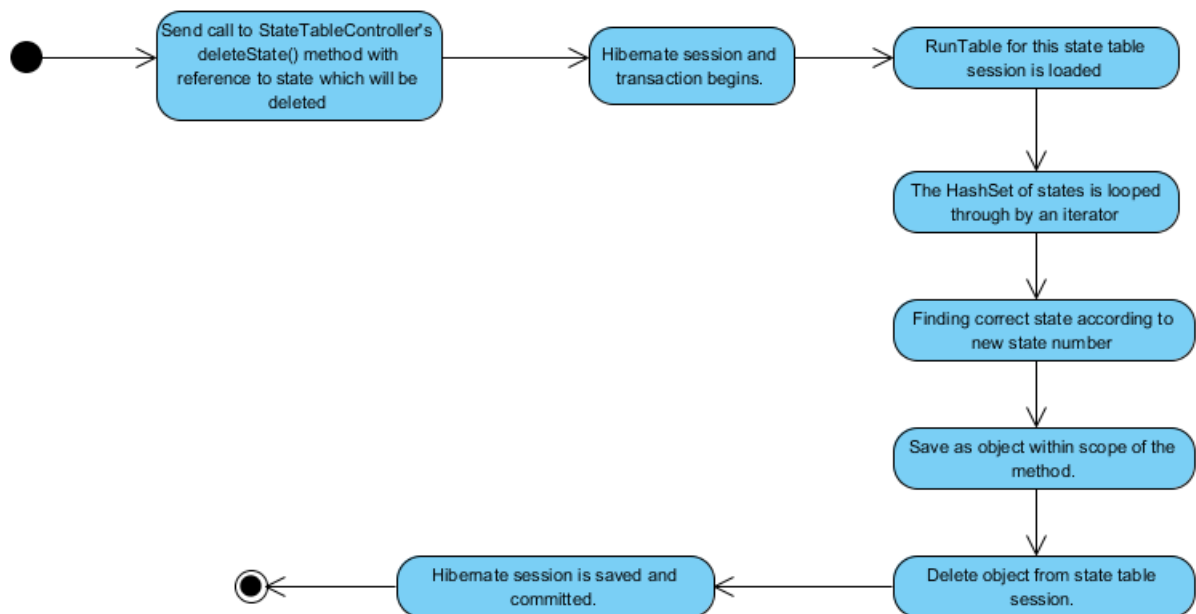 Send call to StateTableController's
deleteState() method with
reference to state which will be
deleted
Hibernate session and
transaction begins.
RunTable for this state table
session is loaded
The HashSet of states is looped
through by an iterator
Finding correct state according to
new state number
Save as object within scope of the
method.
Delete object from state table
session.
Hibernate session is saved and
committed.